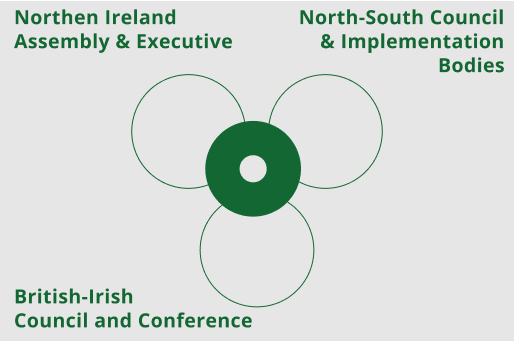 Northen Ireland
Assembly & Executive
North-South Council
& Implementation
Bodies
British-Irish
Council and Conference